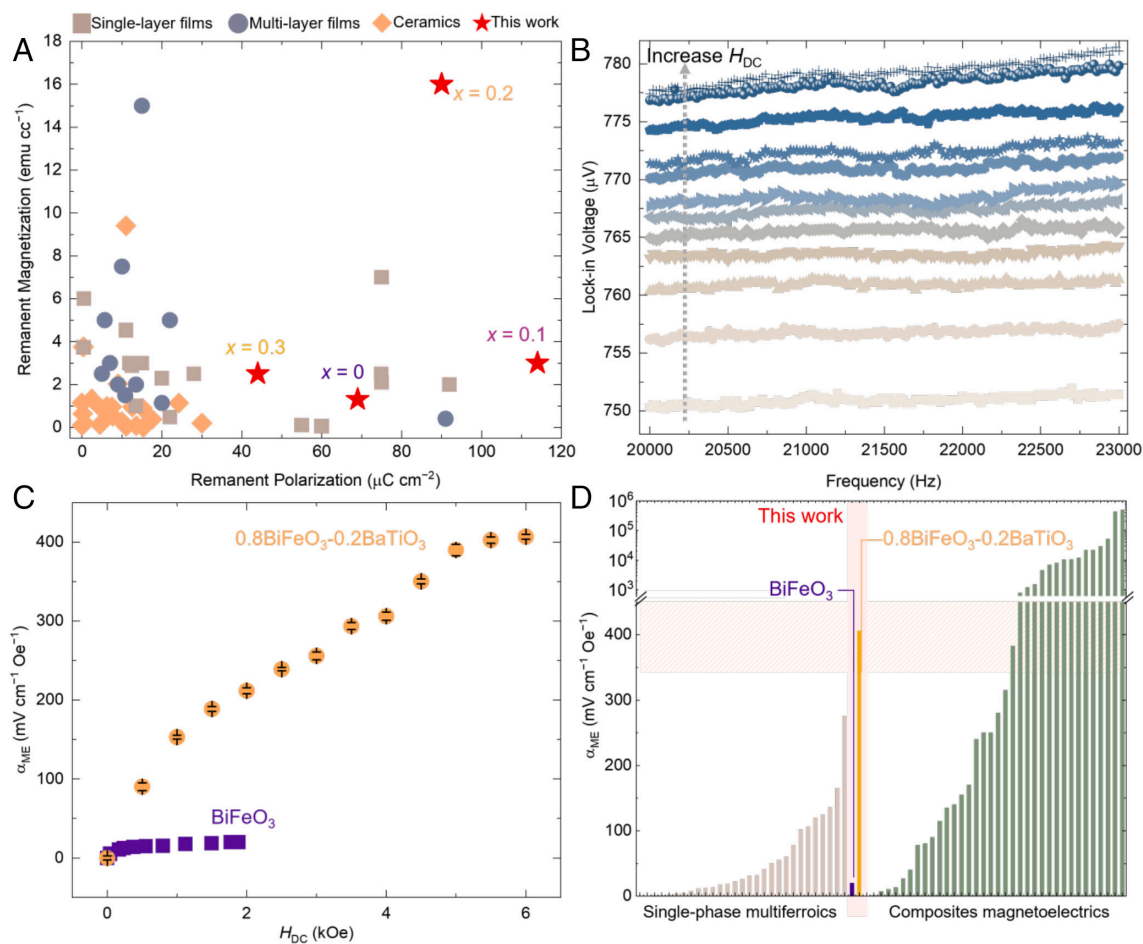 Single-layer films Multi-layer films Ceramics This work
A
18
16
14
12
10
8
6
4
2
0
x = 0.2
x = 0.1
x = 0.3
x = 0
0 20 40 60 80 100 120
Remanent Magnetization (emu cc⁻¹)
Remanent Polarization (μC cm⁻²)
B
Increase H_DC
780
775
770
765
760
755
750
Lock-in Voltage (μV)
20000 20500 21000 21500 22000 22500 23000
Frequency (Hz)
C
0.8BiFeO₃-0.2BaTiO₃
BiFeO₃
400
300
200
100
0
α_ME (mV cm⁻¹ Oe⁻¹)
0 2 4 6
H_DC (kOe)
D
This work
0.8BiFeO₃-0.2BaTiO₃
BiFeO₃
10⁶
10⁵
10⁴
10³
400
300
200
100
0
α_ME (mV cm⁻¹ Oe⁻¹)
Single-phase multiferroics Composites magnetoelectrics